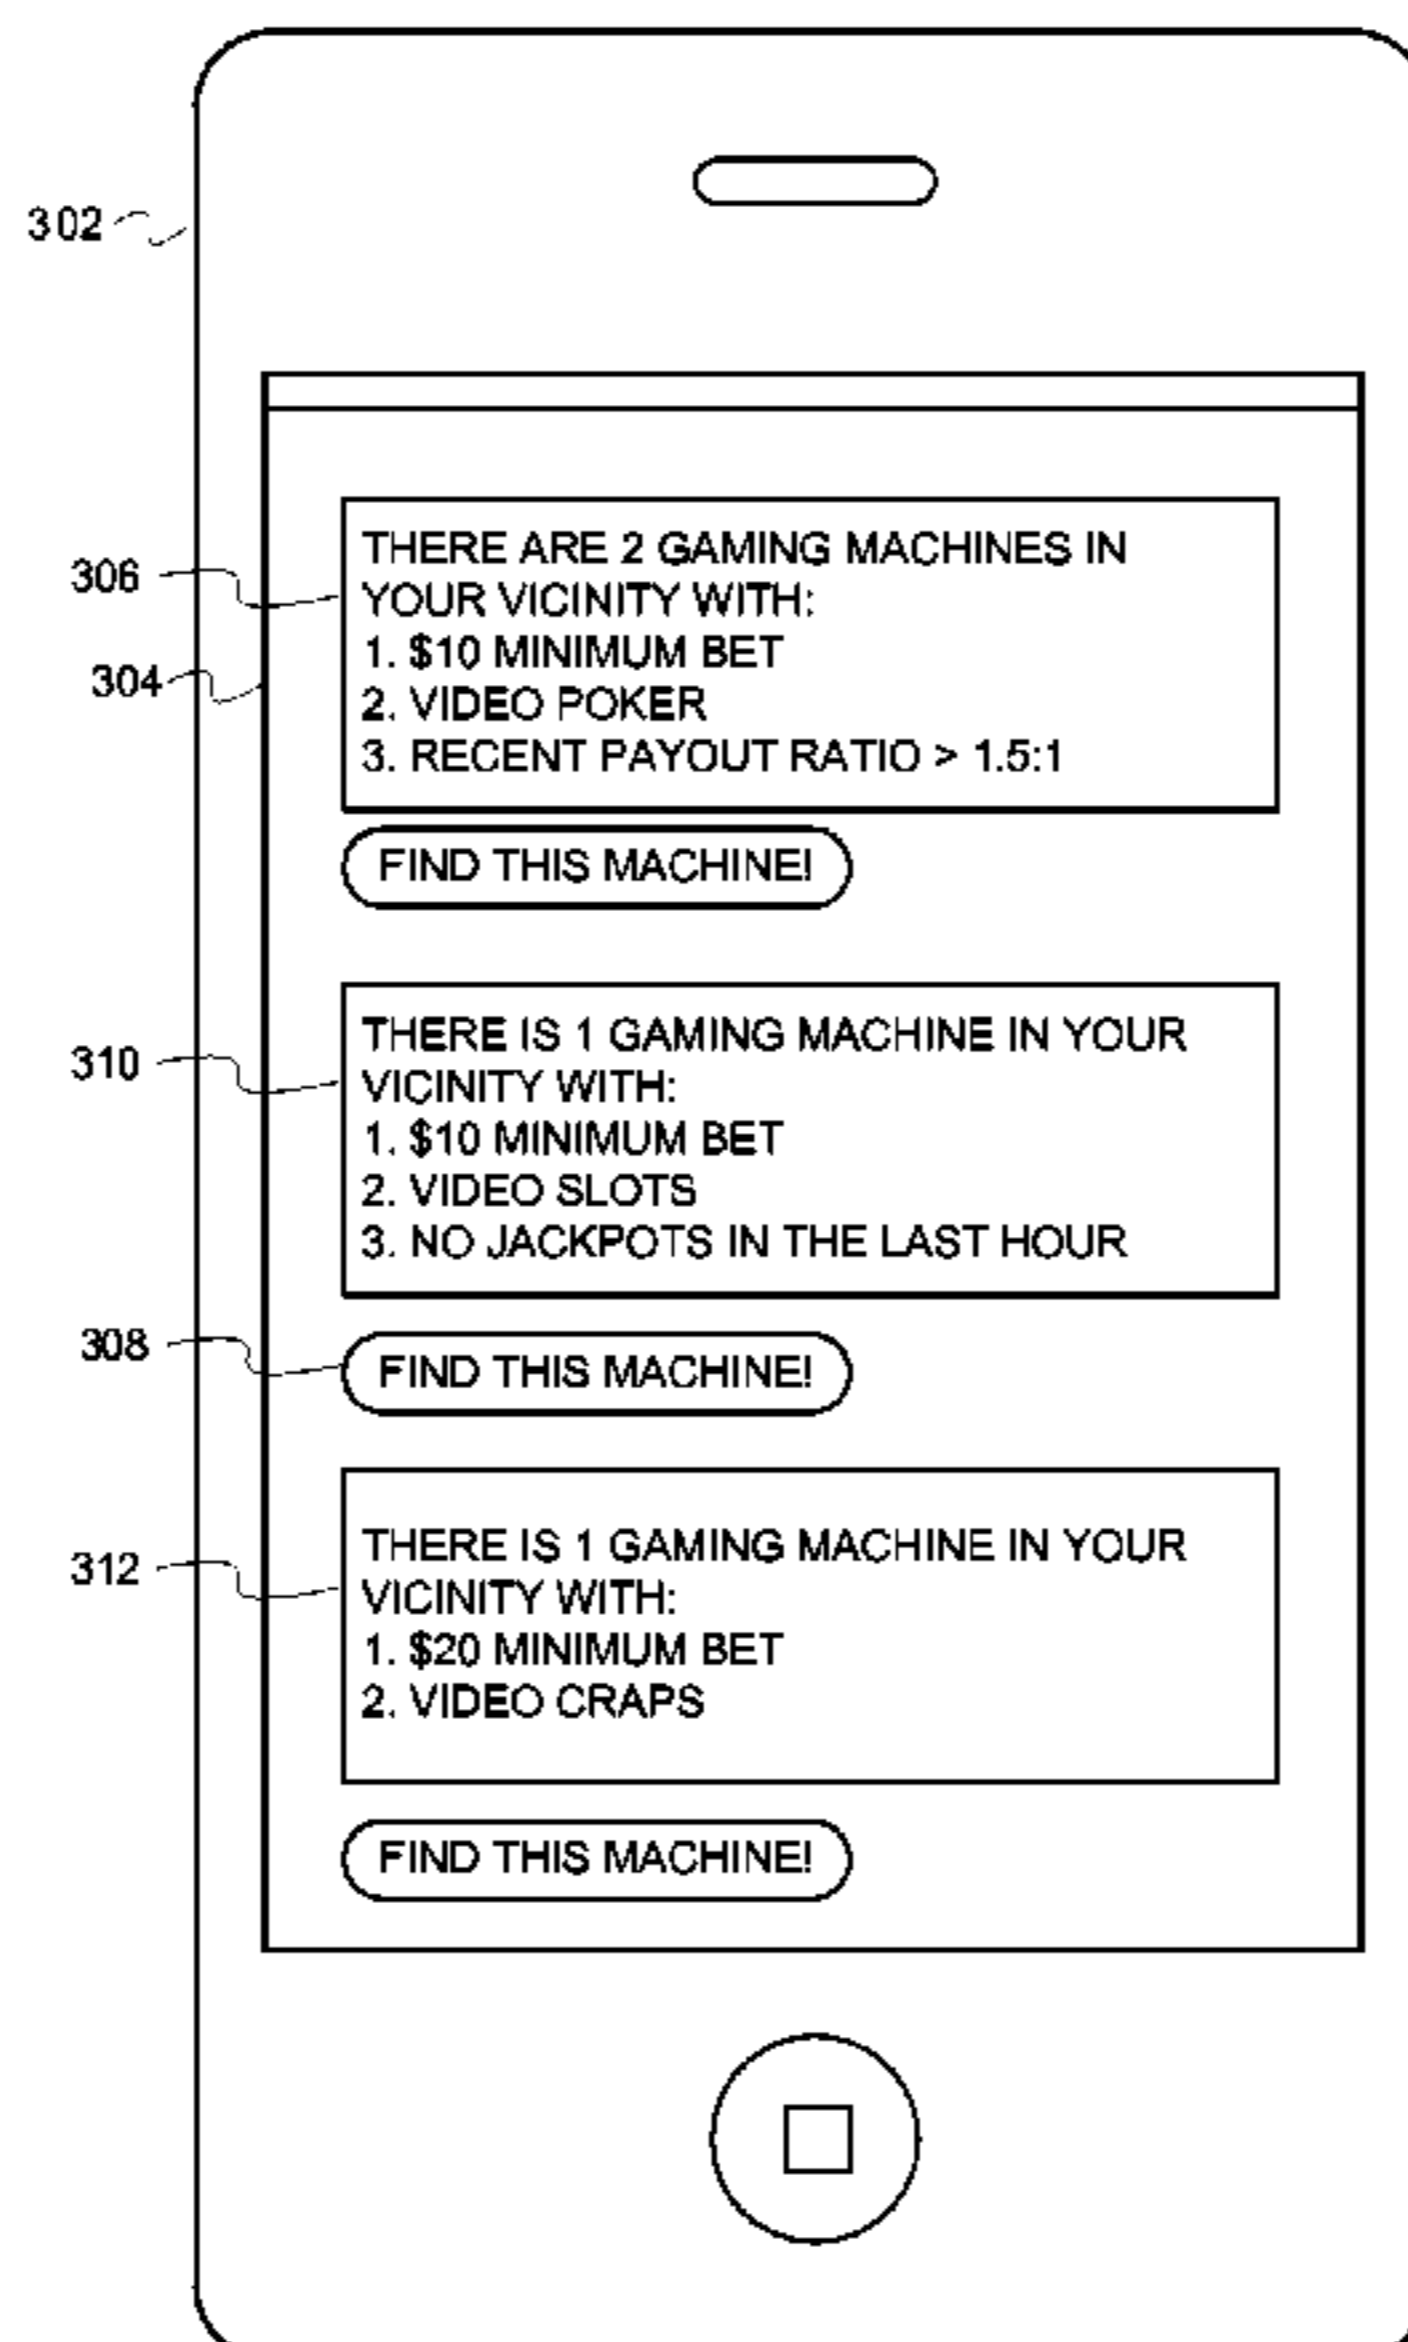 302
306
THERE ARE 2 GAMING MACHINES IN
YOUR VICINITY WITH:
1. $10 MINIMUM BET
304
2. VIDEO POKER
3. RECENT PAYOUT RATIO > 1.5:1
FIND THIS MACHINE!
310
THERE IS 1 GAMING MACHINE IN YOUR
VICINITY WITH:
1. $10 MINIMUM BET
2. VIDEO SLOTS
3. NO JACKPOTS IN THE LAST HOUR
308
FIND THIS MACHINE!
312
THERE IS 1 GAMING MACHINE IN YOUR
VICINITY WITH:
1. $20 MINIMUM BET
2. VIDEO CRAPS
FIND THIS MACHINE!